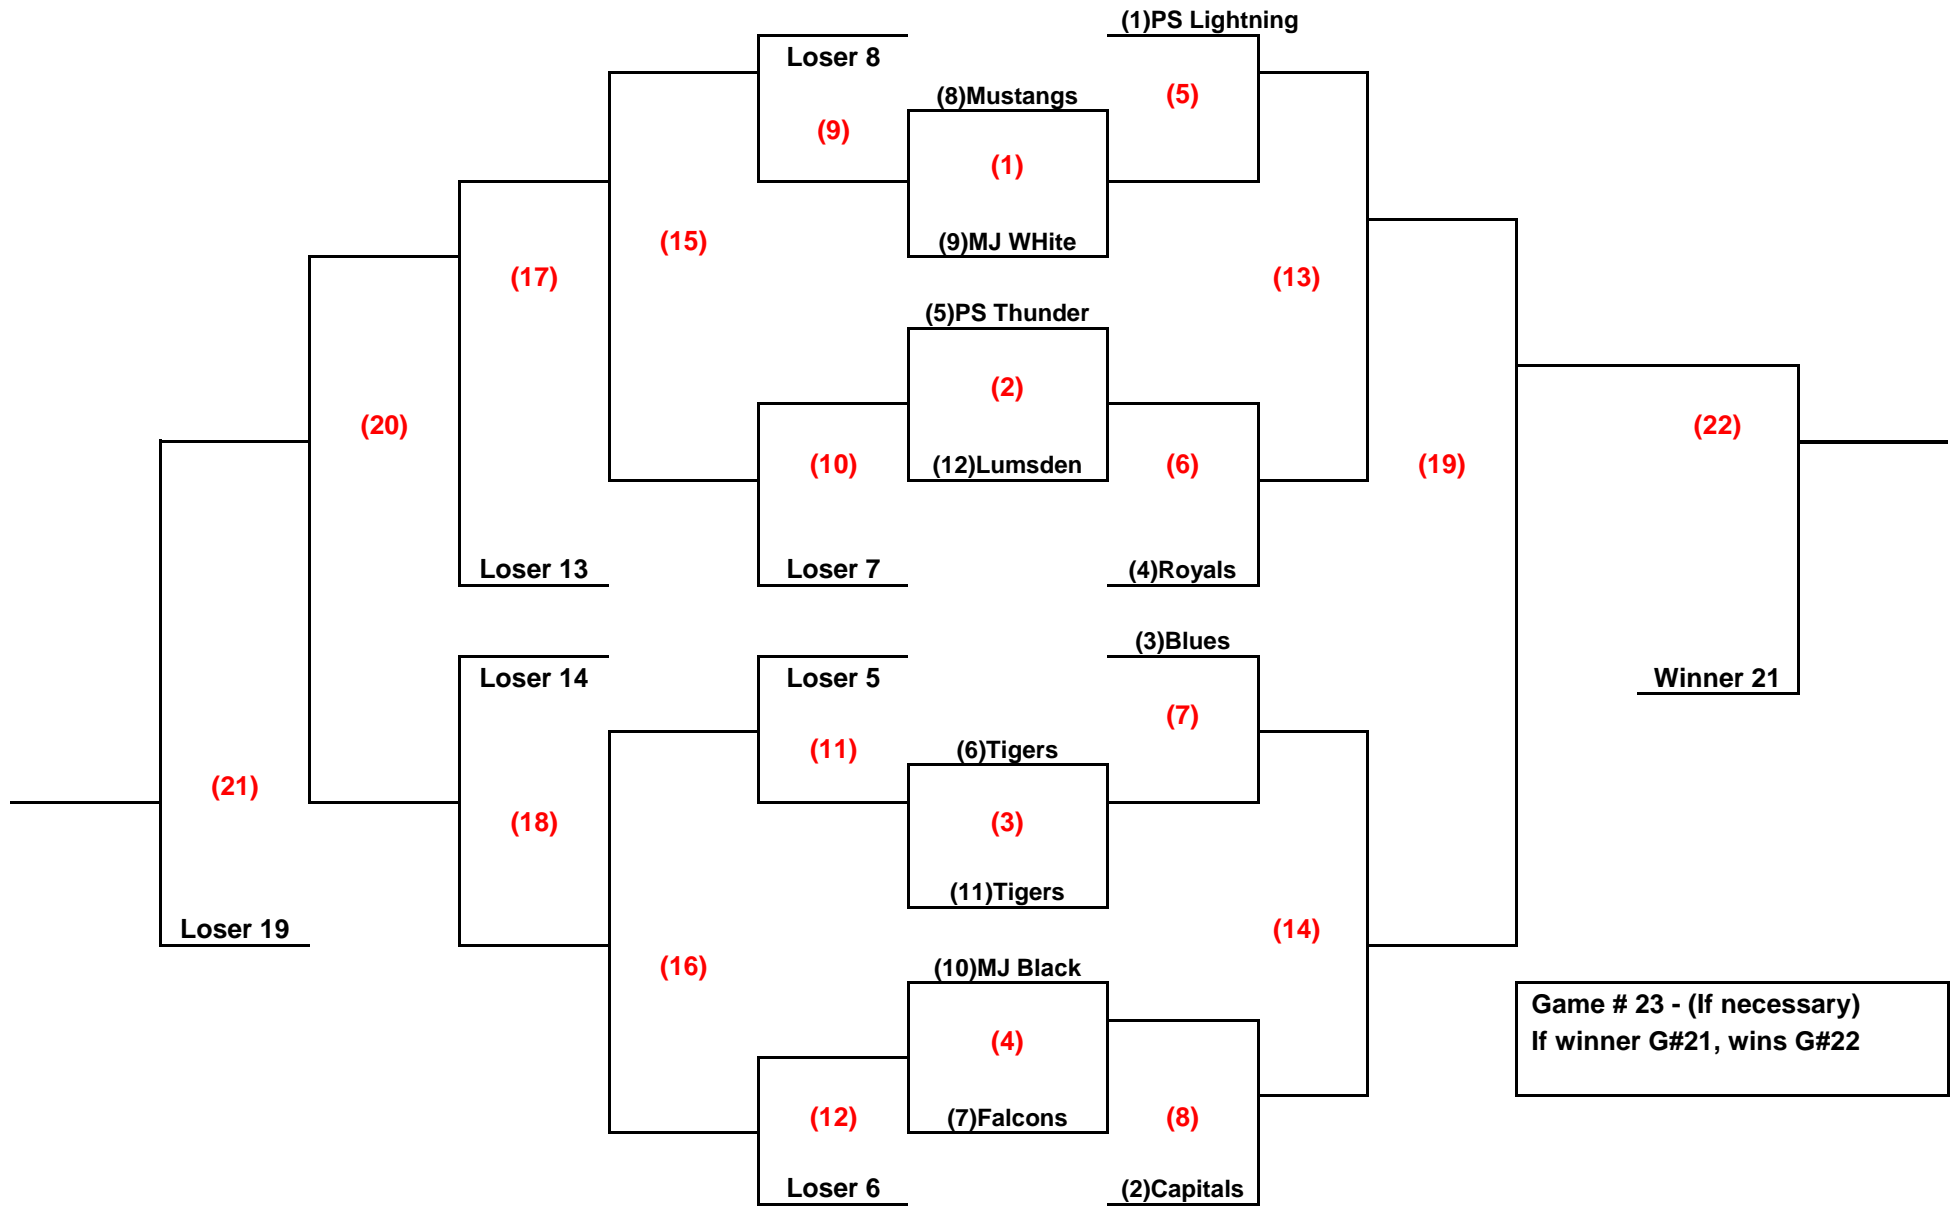 (1)PS Lightning
Loser 8
(8)Mustangs
(5)
(9)
(1)
(15)
(9)MJ WHite
(17)
(13)
(5)PS Thunder
(2)
(20)
(22)
(10)
(12)Lumsden
(6)
(19)
Loser 13
Loser 7
(4)Royals
(3)Blues
Loser 14
Loser 5
Winner 21
(7)
(11)
(6)Tigers
(21)
(18)
(3)
(11)Tigers
Loser 19
(14)
(16)
(10)MJ Black
Game # 23 - (If necessary)
If winner G#21, wins G#22
(4)
(12)
(7)Falcons
(8)
Loser 6
(2)Capitals